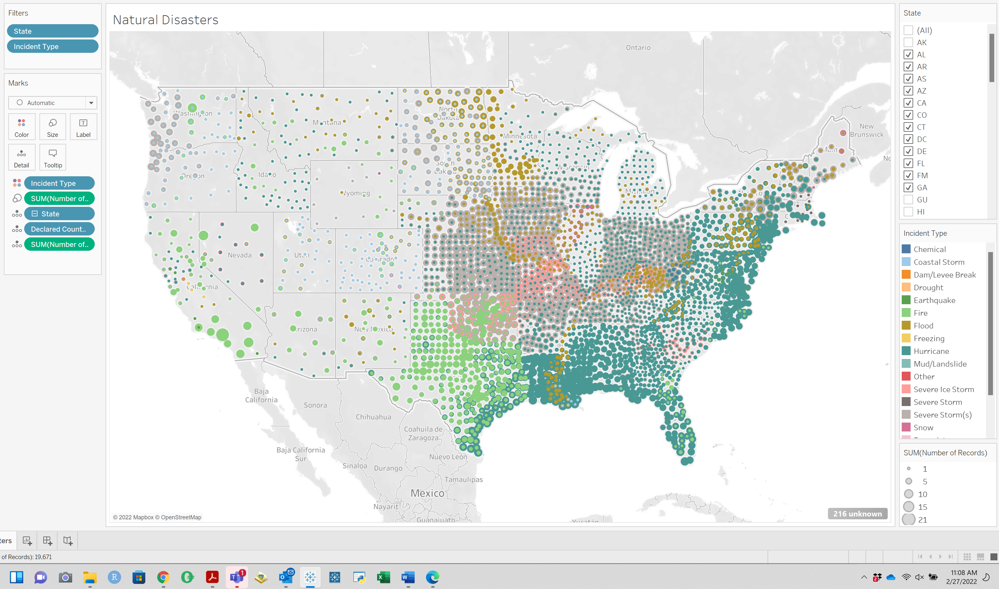 Filters
State
Incident Type
Marks
Automatic
Color
Size
Label
Detail
Tooltip
Incident Type
SUM(Number of..
State
Declared Count..
SUM(Number of..
Natural Disasters
Ontario
Washington
Montana
North
Dakota
Minnesota
New
Brunswick
Oregon
Idaho
South
Wisconsin
Wyoming
Michigan
Nevada
Utah
Colorado
California
Arizona
New Mexico
Baja
California
Sonora
Chihuahua
Coahuila de
Zaragoza
Baja California
Sur
Nuevo León
Sinaloa
Durango
Tamaulipas
Mexico
Nayarit
Guanajuato
Yucatán
© 2022 Mapbox © OpenStreetMap
216 unknown
State
(All)
AK
AL
AR
AS
AZ
CA
CO
CT
DC
DE
FL
FM
GA
GU
HI
Incident Type
Chemical
Coastal Storm
Dam/Levee Break
Drought
Earthquake
Fire
Flood
Freezing
Hurricane
Mud/Landslide
Other
Severe Ice Storm
Severe Storm
Severe Storm(s)
Snow
SUM(Number of Records)
1
5
10
15
21
ters
of Records): 19,671
11:08 AM
2/27/2022